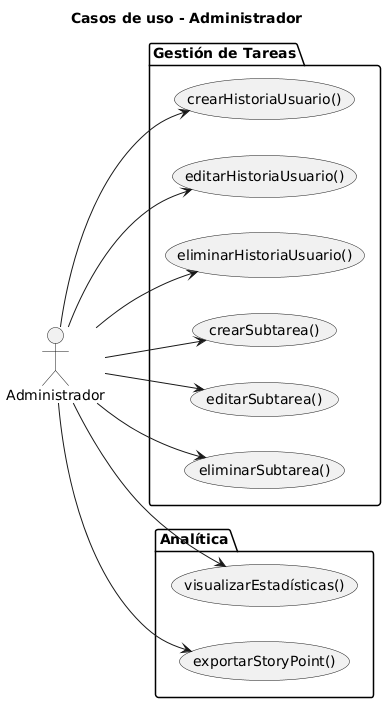 Casos de uso - Administrador
Gestión de Tareas
crearHistoriaUsuario()
editarHistoriaUsuario()
eliminarHistoriaUsuario()
crearSubtarea()
Administrador
editarSubtarea()
eliminarSubtarea()
Analítica
visualizarEstadísticas()
exportarStoryPoint()